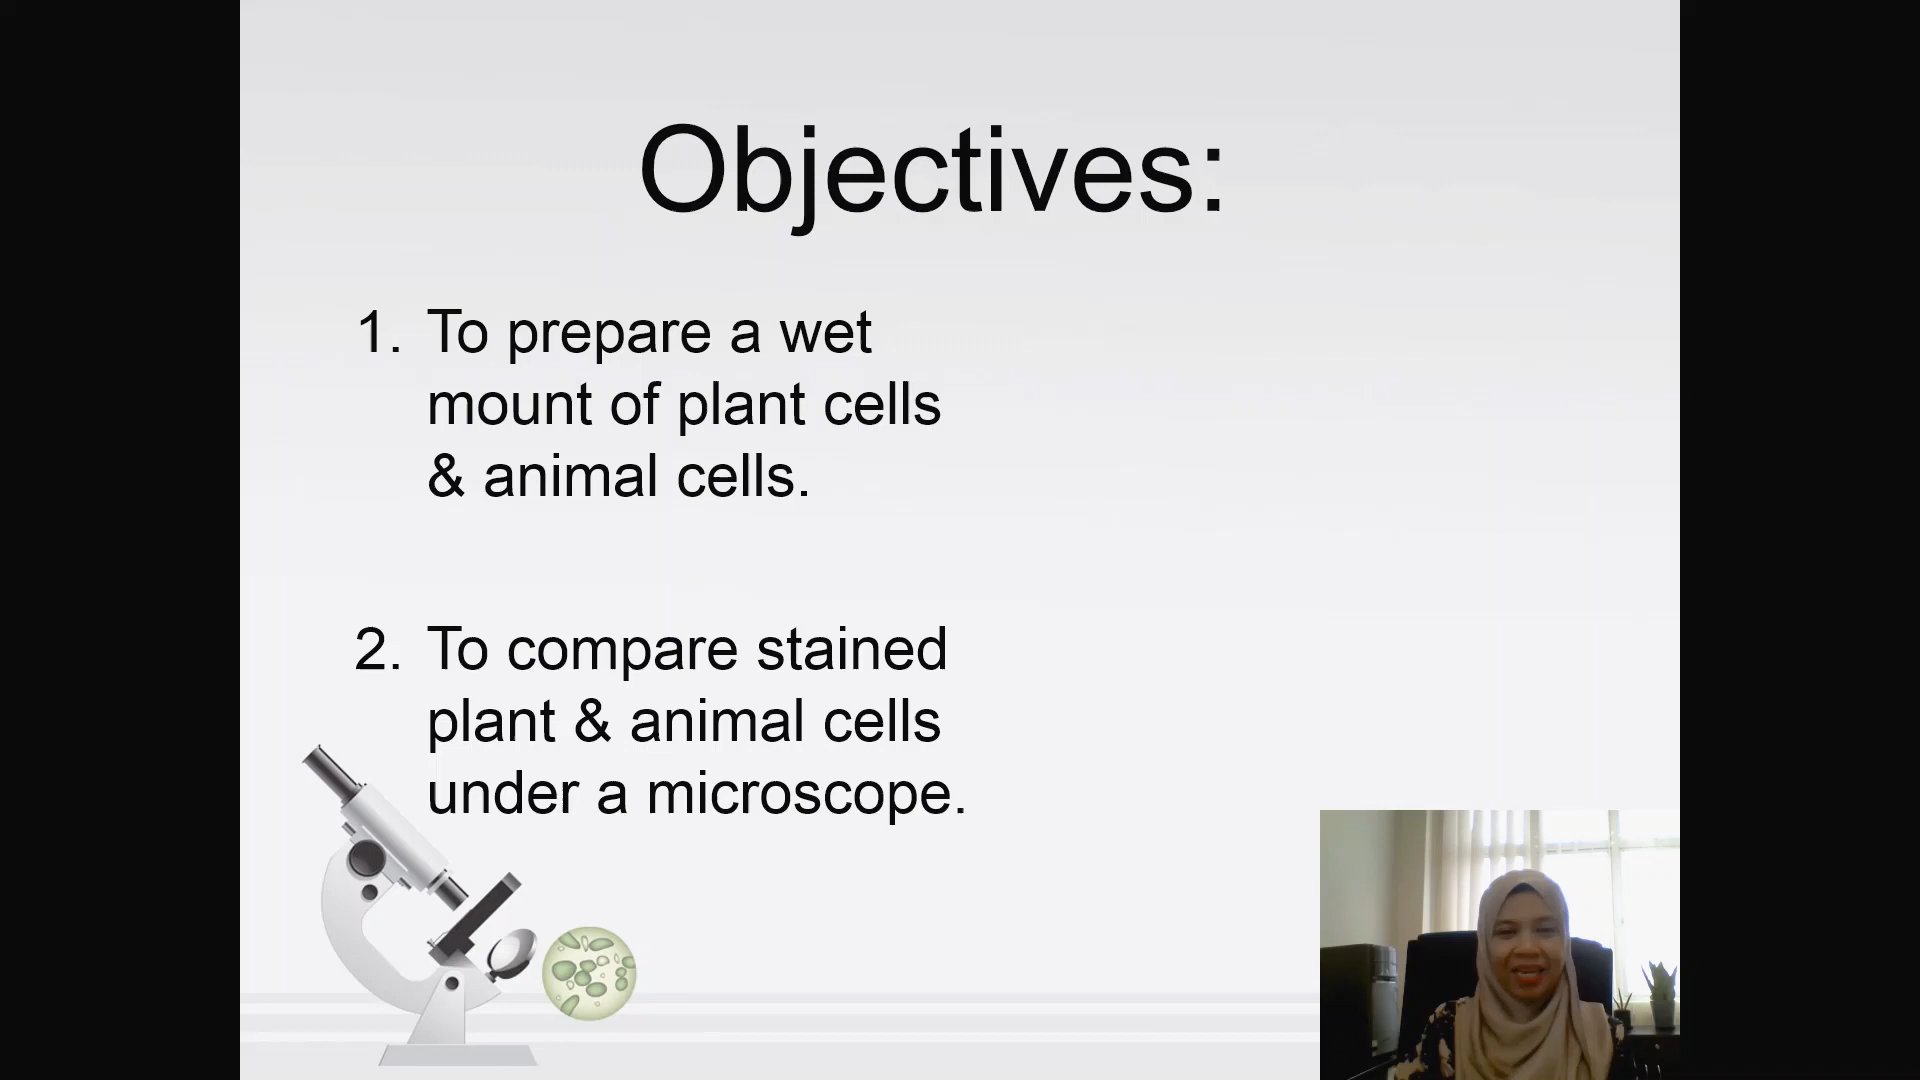 Objectives:
1. To prepare a wet
mount of plant cells
& animal cells.
2. To compare stained
plant & animal cells
under a microscope.